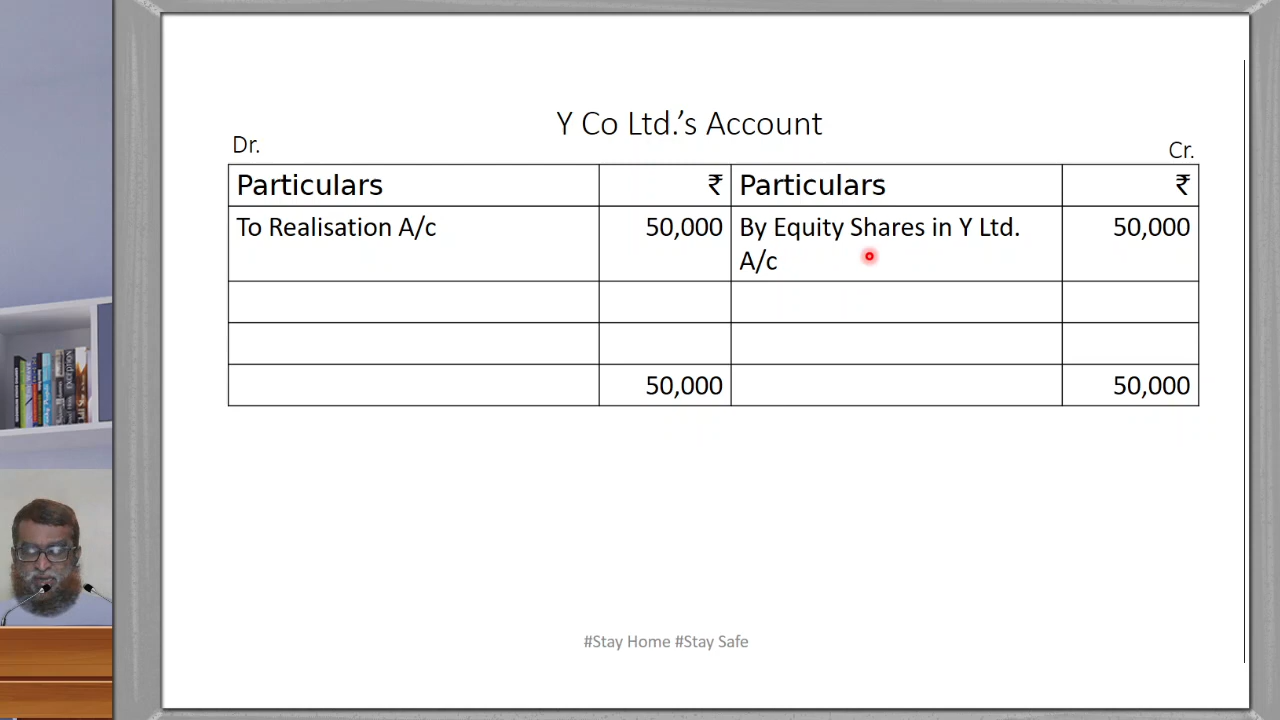 Y Co Ltd.’s Account
Dr.
Cr.
Particulars ₹ Particulars ₹
To Realisation A/c 50,000 By Equity Shares in Y Ltd. 50,000
A/c
50,000 50,000
#Stay Home #Stay Safe